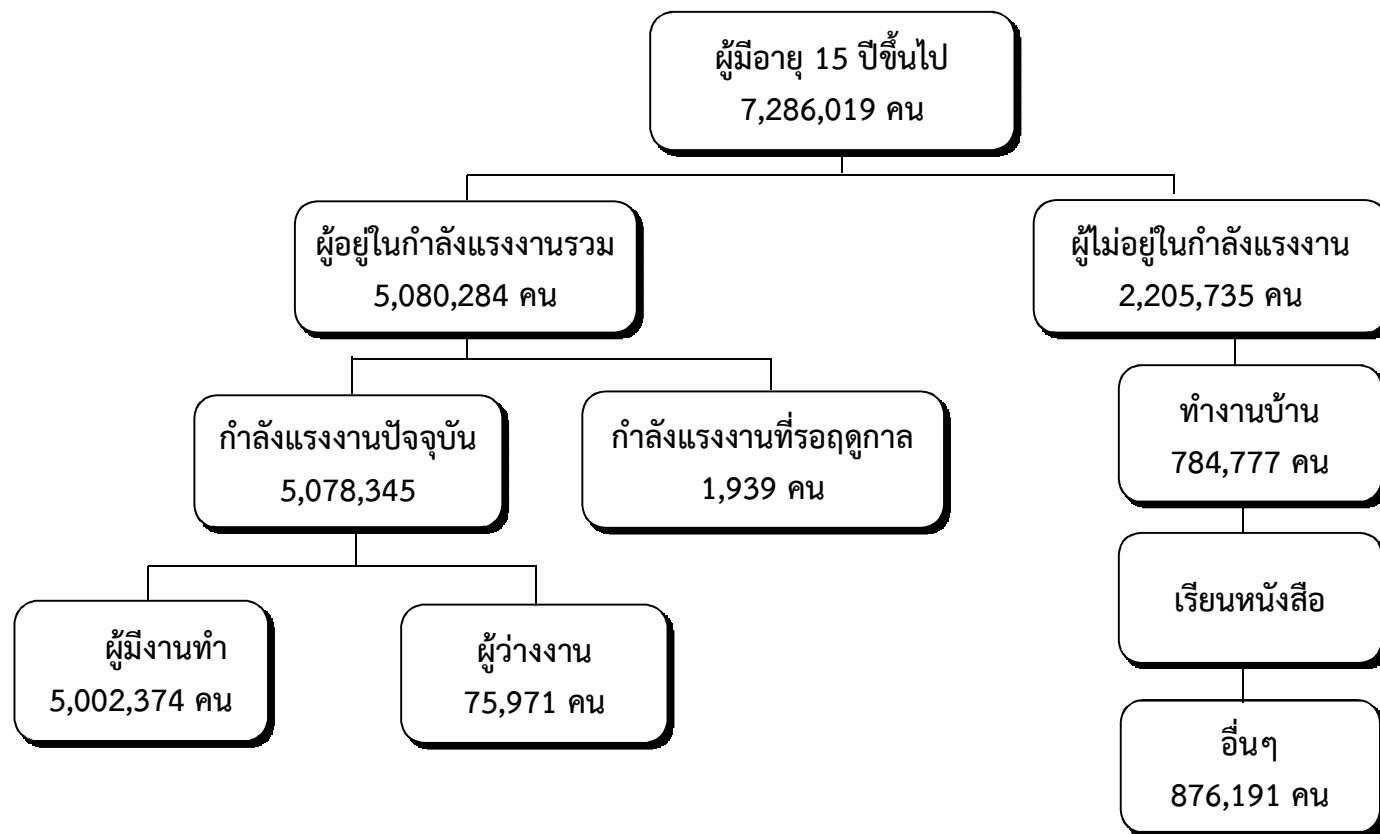 ผู้มีอายุ 15 ปีขึ้นไป
7,286,019 คน
ผู้อยู่ในกำลังแรงงานรวม
5,080,284 คน
ผู้ไม่อยู่ในกำลังแรงงาน
2,205,735 คน
กำลังแรงงานปัจจุบัน
5,078,345
กำลังแรงงานที่รอฤดูกาล
1,939 คน
ทำงานบ้าน
784,777 คน
เรียนหนังสือ
ผู้มีงานทำ
5,002,374 คน
ผู้ว่างงาน
75,971 คน
อื่นๆ
876,191 คน